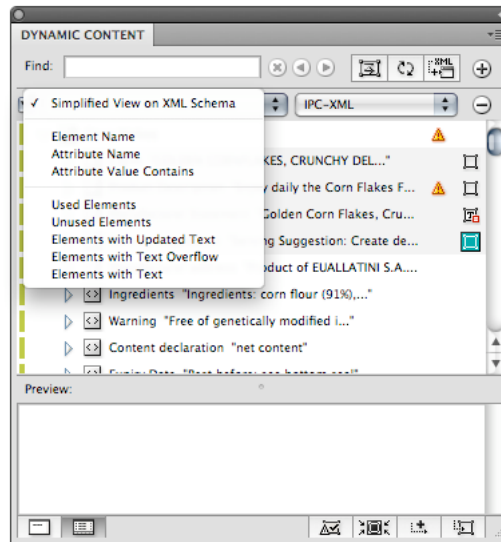 DYNAMIC CONTENT
Find:
XML
✓ Simplified View on XML Schema
IPC-XML
Element Name
Attribute Name
Attribute Value Contains
KES, CRUNCHY DEL..."
daily the Corn Flakes F...
Golden Corn Flakes, Cru...
Used Elements
Unused Elements
Elements with Updated Text
Suggestion: Create de...
Elements with Text Overflow
duct of EUALLATINI S.A....
Elements with Text
Ingredients "Ingredients: corn flour (91%),..."
Warning "Free of genetically modified i..."
Content declaration "net content"
Preview: